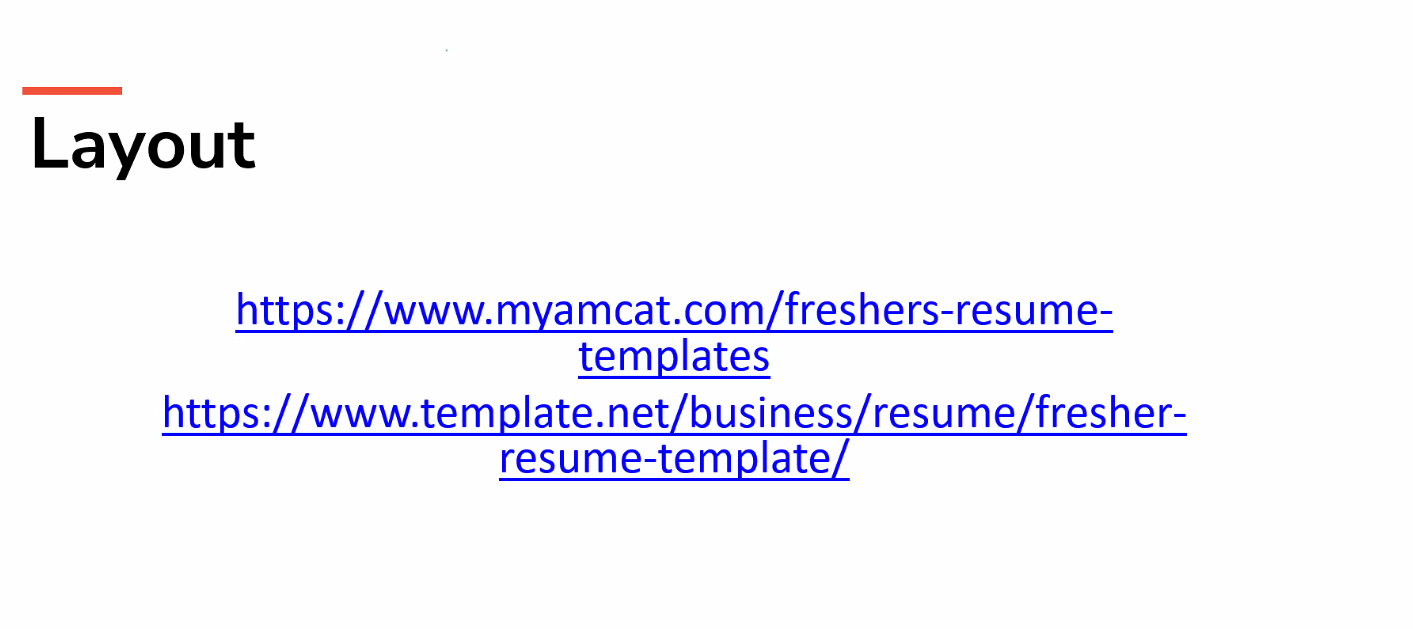 Layout
https://www.myamcat.com/freshers-resume-
templates
https://www.template.net/business/resume/fresher-
resume-template/